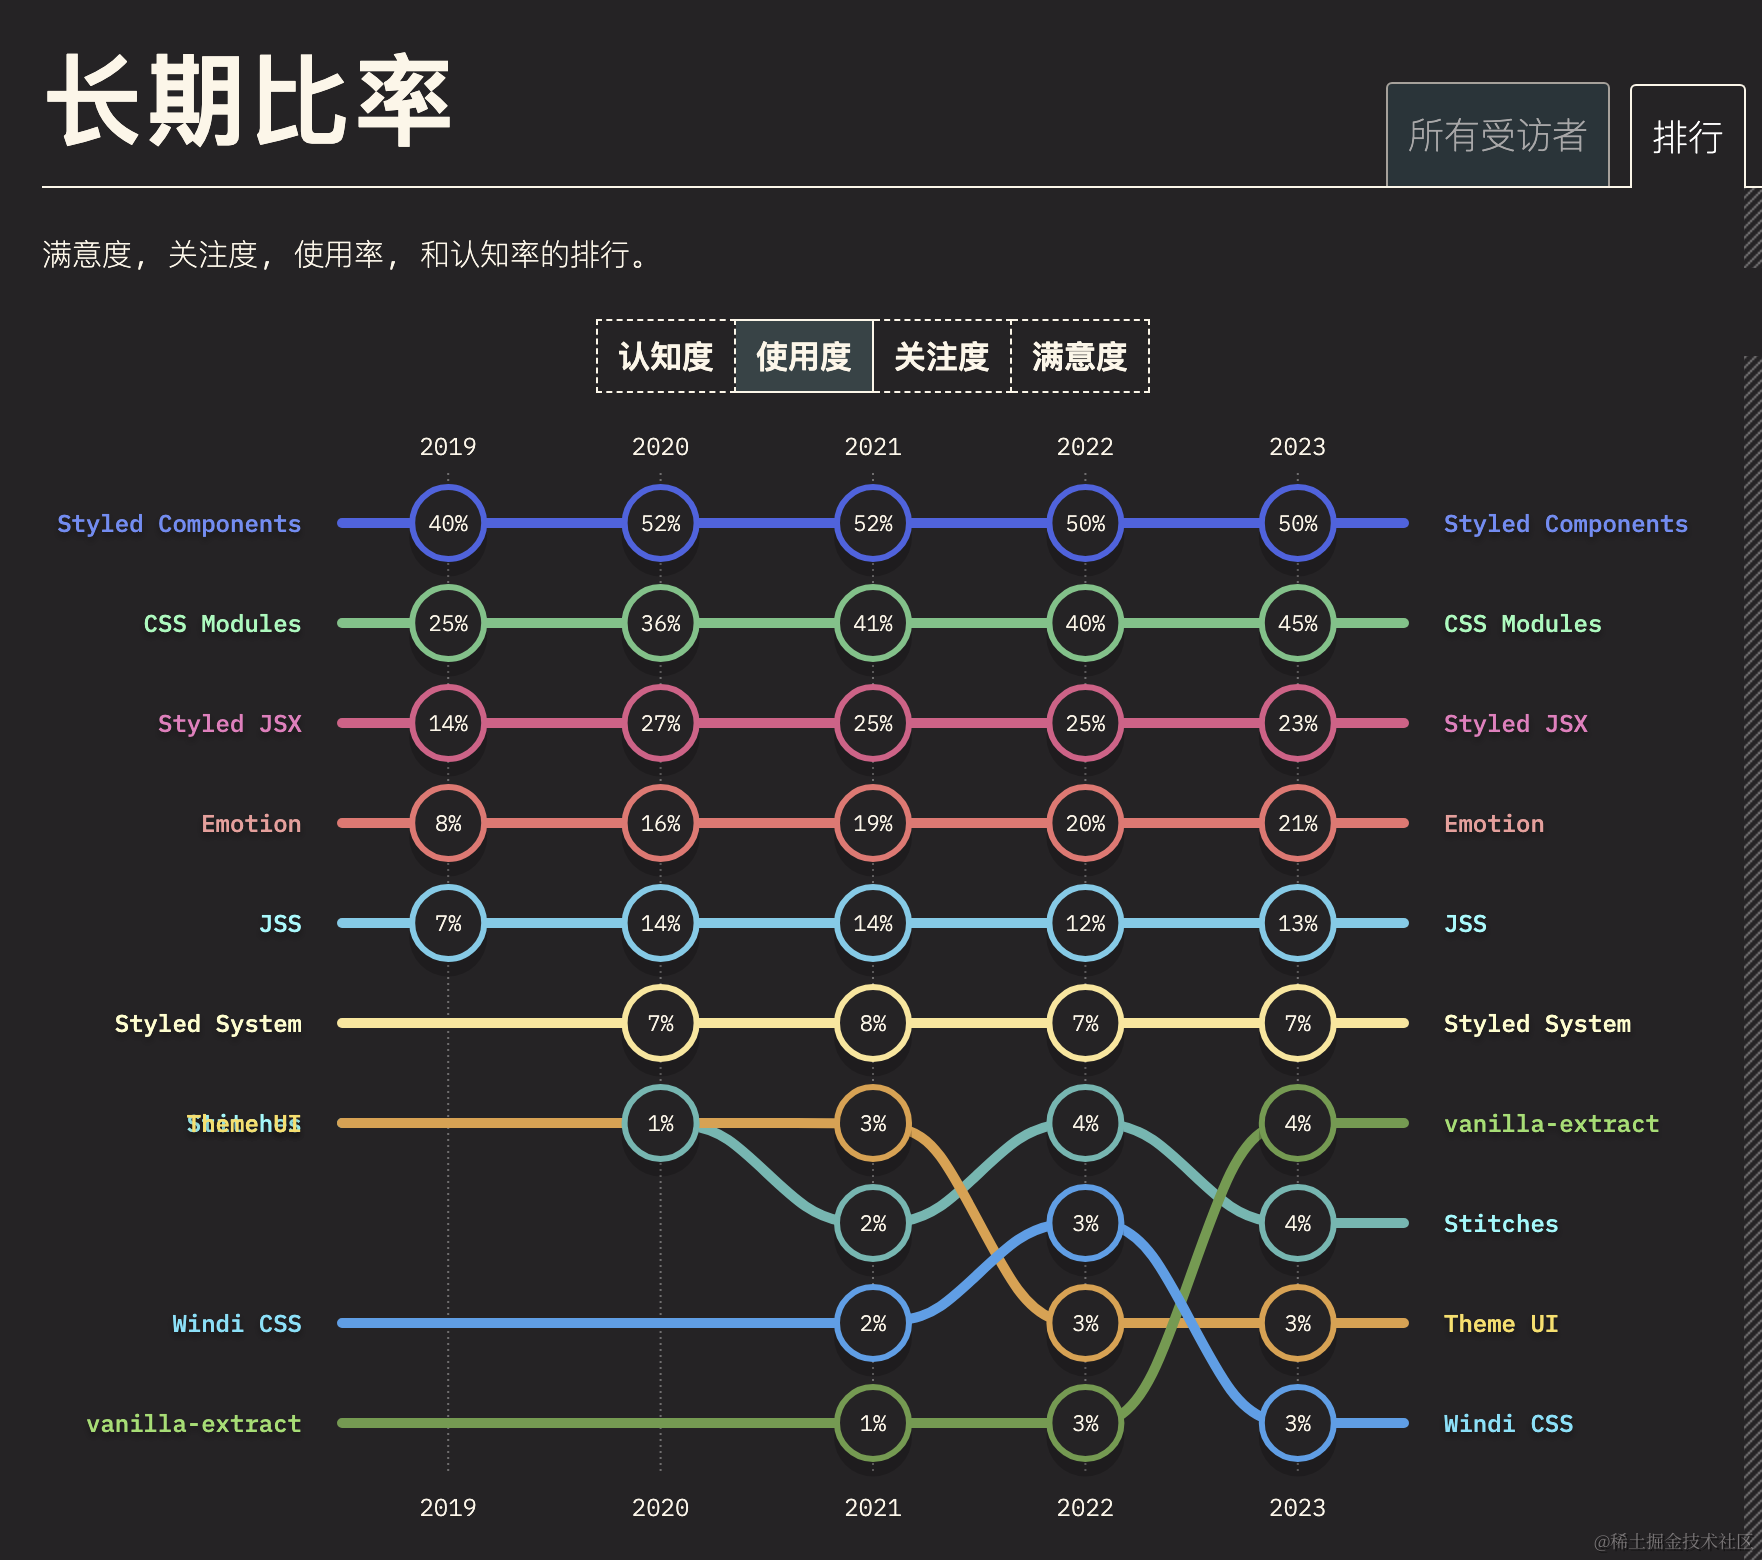 长期比率
所有受访者 排行
满意度, 关注度, 使用率, 和认知率的排行。
认知度 使用度 关注度 满意度
2019 2020 2021 2022 2023
Styled Components 40% 52% 52% 50% 50% Styled Components
CSS Modules 25% 36% 41% 40% 45% CSS Modules
Styled JSX 14% 27% 25% 25% 23% Styled JSX
Emotion 8% 16% 19% 20% 21% Emotion
JSS 7% 14% 14% 12% 13% JSS
Styled System 7% 8% 7% 7% Styled System
Theme UI 1% 3% 4% 4% vanilla-extract
2% 3% 4% Stitches
Windi CSS 2% 3% 3% Theme UI
vanilla-extract 1% 3% 3% Windi CSS
2019 2020 2021 2022 2023
@稀土掘金技术社区